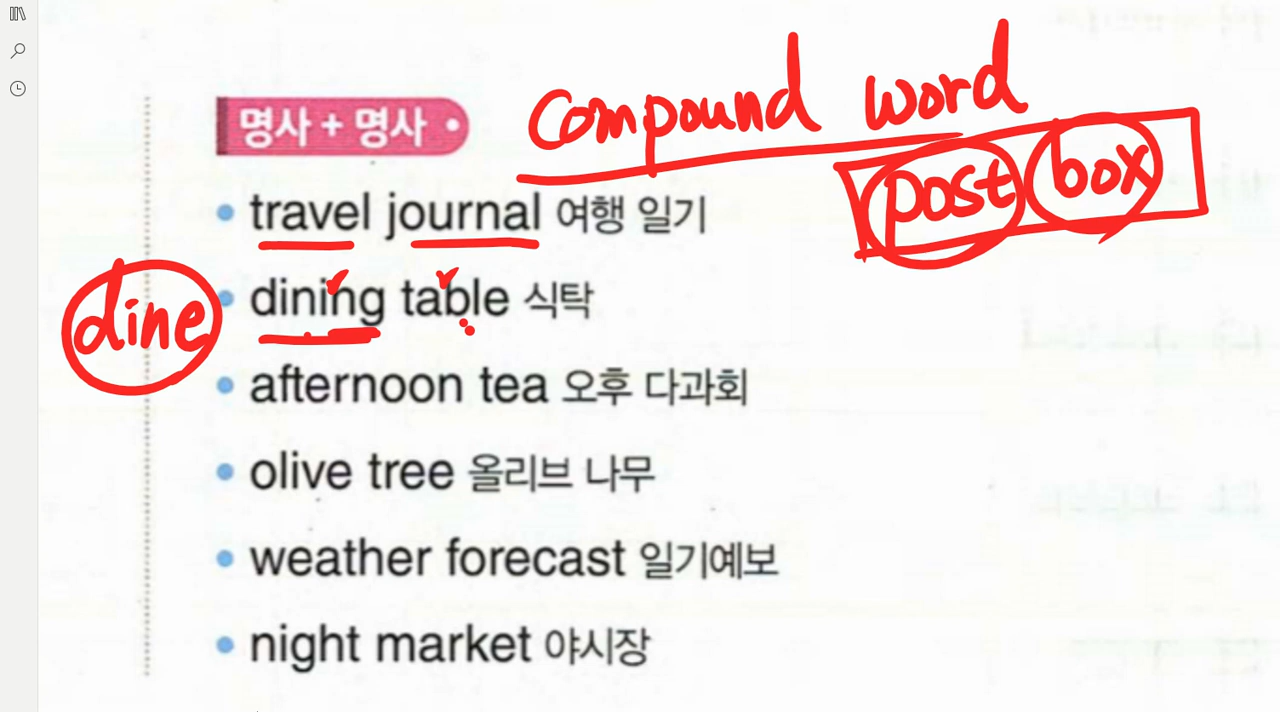 명사 + 명사
compound word
post box
travel journal 여행 일기
dine
dining table 식탁
afternoon tea 오후 다과회
olive tree 올리브 나무
weather forecast 일기예보
night market 야시장